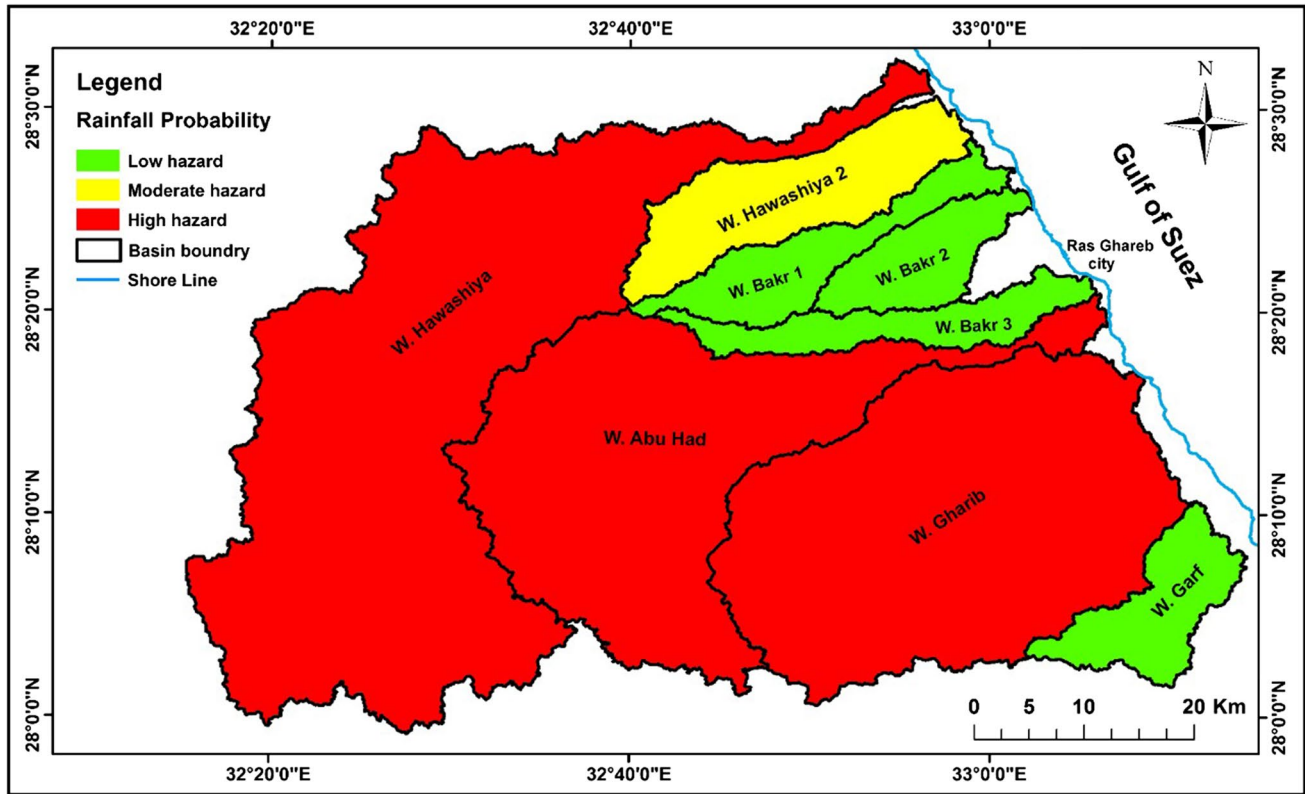 32°20'0"E
32°40'0"E
33°0'0"E
Legend
Rainfall Probability
Low hazard
Moderate hazard
High hazard
Basin boundry
Shore Line
N
28°30'0"N
28°30'0"N
Gulf of Suez
W. Hawashiya 2
Ras Ghareb
city
W. Bakr 1
W. Bakr 2
W. Hawashiya
28°20'0"N
28°20'0"N
W. Bakr 3
W. Abu Had
W. Gharib
28°10'0"N
28°10'0"N
W. Garf
0 5 10 20 Km
28°0'0"N
28°0'0"N
32°20'0"E
32°40'0"E
33°0'0"E